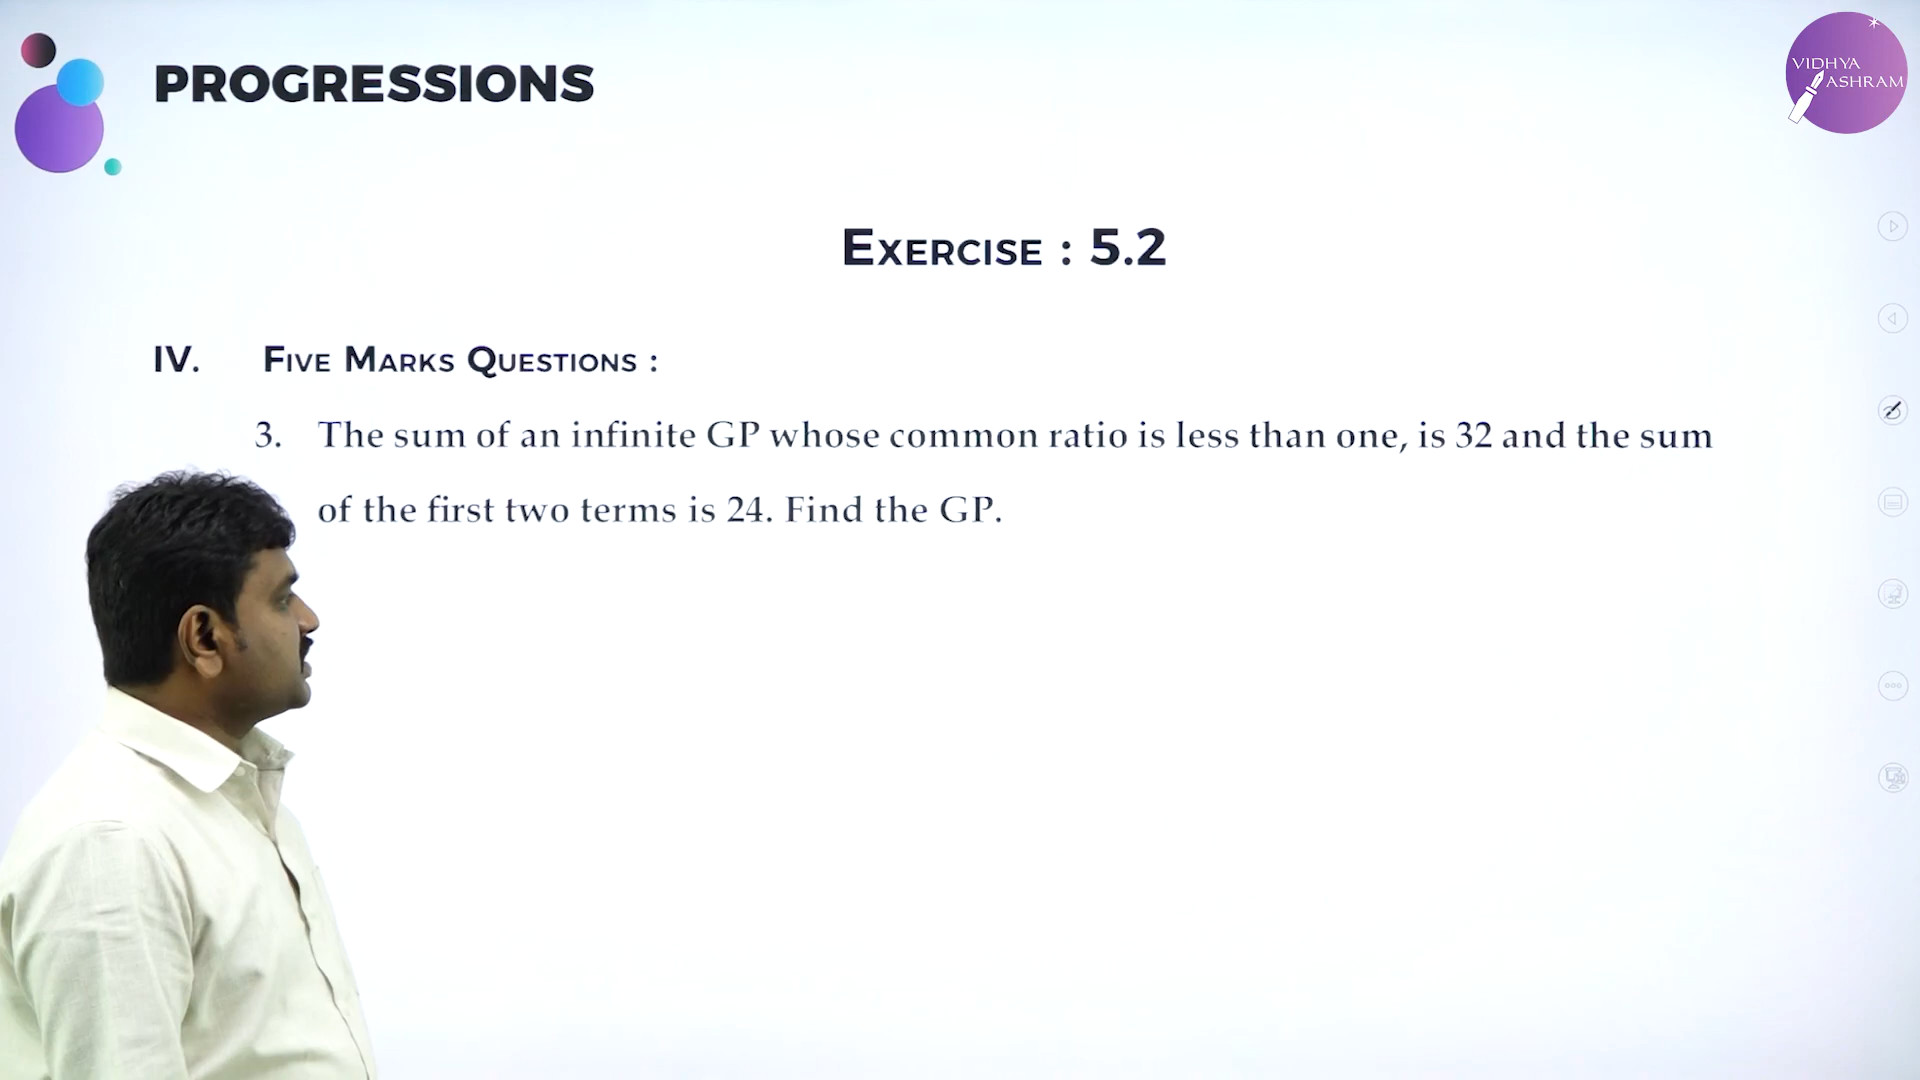 PROGRESSIONS
VIDHYA
ASHRAM
EXERCISE : 5.2
IV. FIVE MARKS QUESTIONS :
3. The sum of an infinite GP whose common ratio is less than one, is 32 and the sum
of the first two terms is 24. Find the GP.